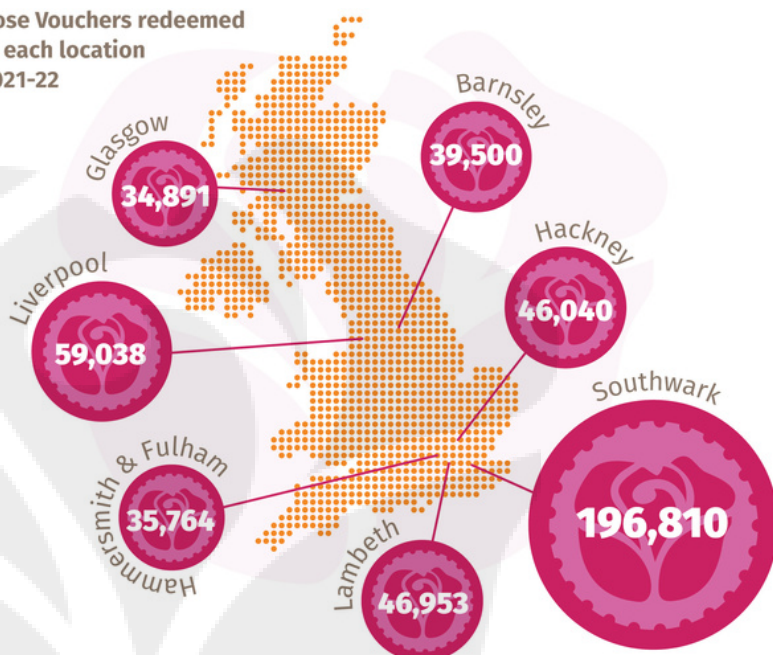 ose Vouchers redeemed
each location
021-22
Glasgow
34,891
Barnsley
39,500
Hackney
46,040
Liverpool
59,038
Southwark
196,810
Hammersmith & Fulham
35,764
Lambeth
46,953